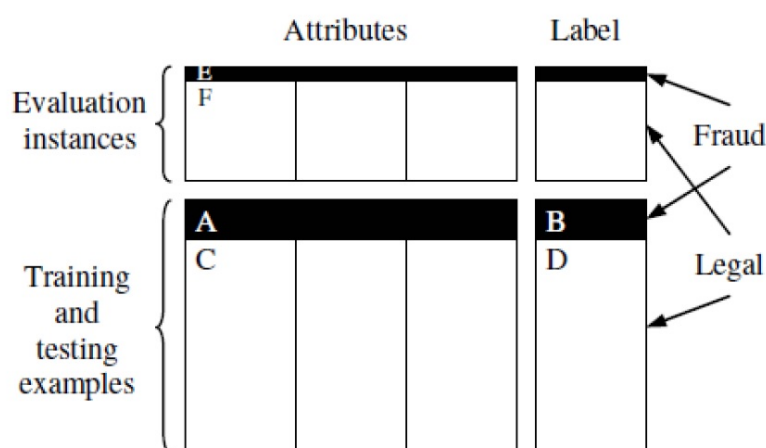 Attributes
Label
E
F
Evaluation
instances
Fraud
A
B
C
D
Legal
Training
and
testing
examples